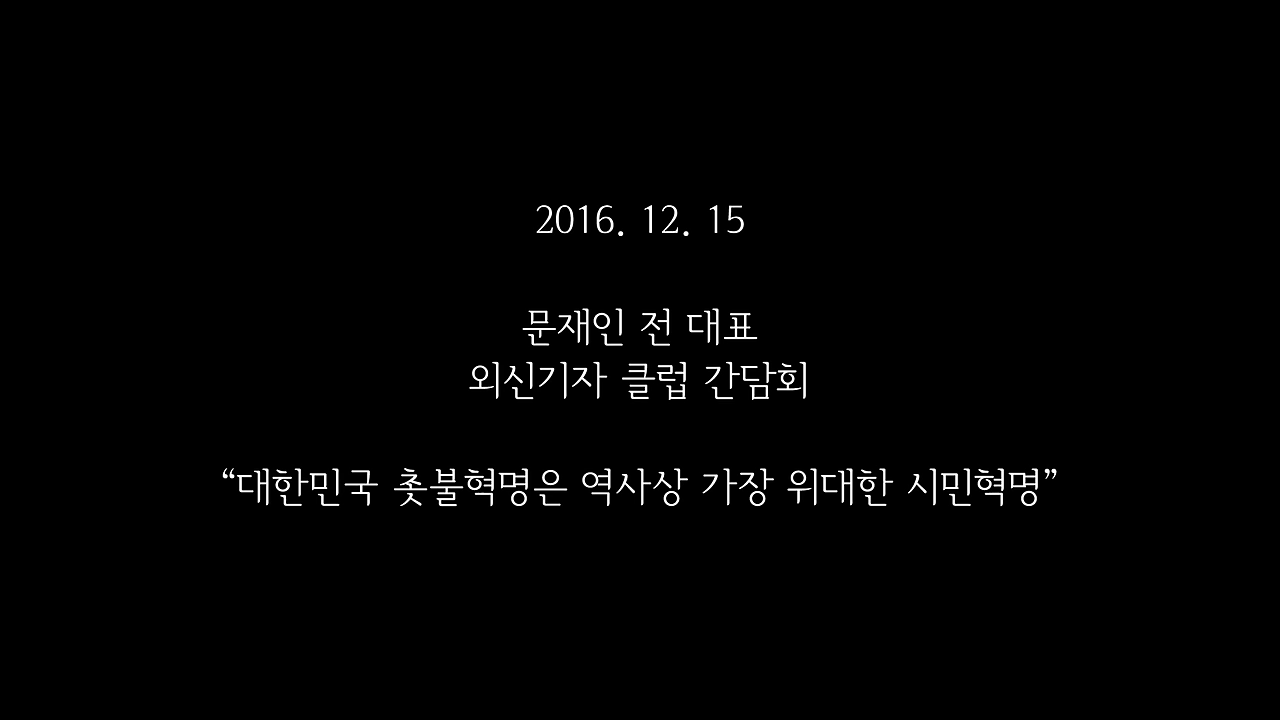 2016. 12. 15
문재인 전 대표
외신기자 클럽 간담회
“대한민국 촛불혁명은 역사상 가장 위대한 시민혁명”